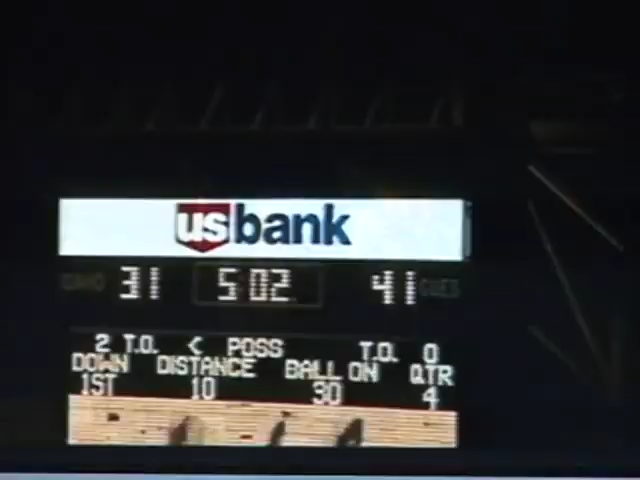 usbank
31 5:02 41
2 T.O. < POSS T.O. 0
DOWN DISTANCE BALL ON QTR
1ST 10 30 4